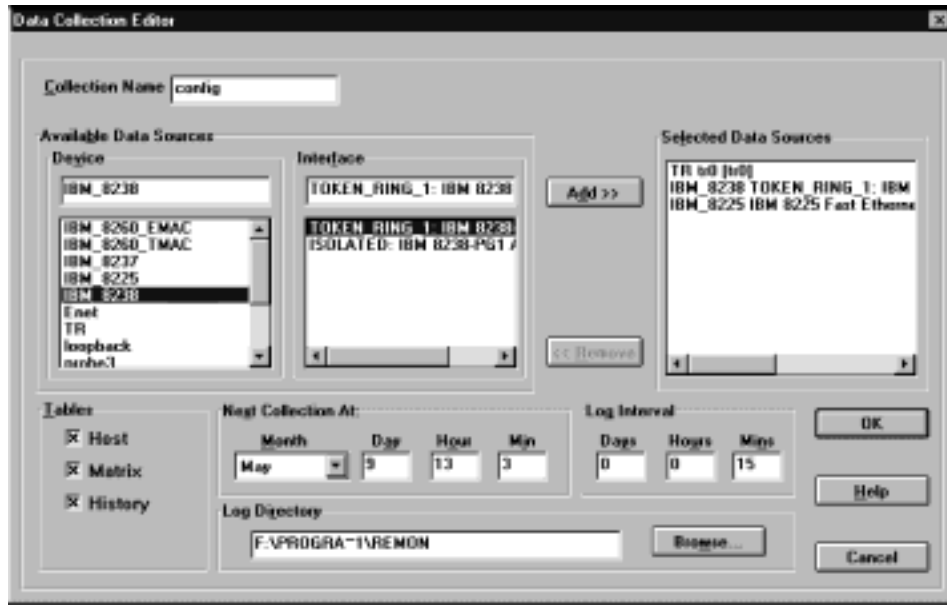 Data Collection Editor
Collection Name config
Available Data Sources
Device
IBM_8238
IBM_8260_EMAC
IBM_8260_TMAC
IBM_8237
IBM_8225
IBM_8238
Enet
TR
loopback
Interface
TOKEN_RING_1: IBM 8238
TOKEN_RING_1: IBM 8238-
ISOLATED: IBM 8238-PG1 A
Add >>
<< Remove
Selected Data Sources
TR tr0 [tr0]
IBM_8238 TOKEN_RING_1: IBM
IBM_8225 IBM 8225 Fast Etherne
Tables
Host
Matrix
History
Next Collection At:
Month Day Hour Min
May 9 13 3
Log Interval
Days Hours Mins
0 0 15
Log Directory
F:\PROGRA~1\REMON
Browse...
OK
Help
Cancel